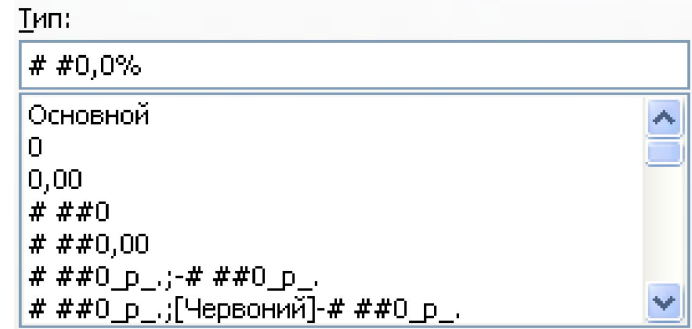 Тип:
# #0,0%
Основной
0
0,00
# ##0
# ##0,00
# ##0_р_.;-# ##0_р_.
# ##0_р_.;[Червоний]-# ##0_р_.